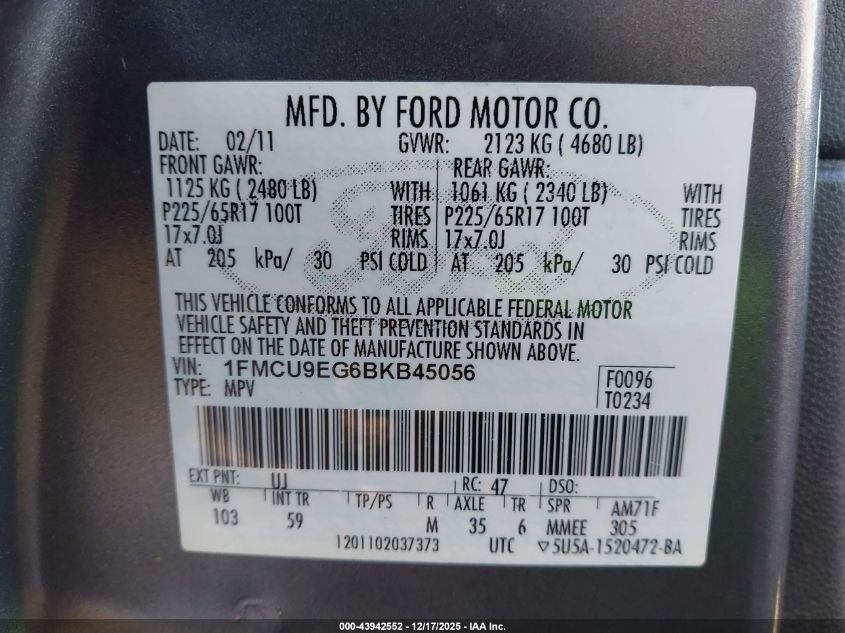 MFD. BY FORD MOTOR CO.
DATE: 02/11 GVWR: 2123 KG ( 4680 LB)
FRONT GAWR: REAR GAWR:
1125 KG ( 2480 LB) WITH 1061 KG ( 2340 LB) WITH
P225/65R17 100T TIRES P225/65R17 100T TIRES
17x7.0J RIMS 17x7.0J RIMS
AT 205 kPa/ 30 PSI COLD AT 205 kPa/ 30 PSI COLD
Ford
THIS VEHICLE CONFORMS TO ALL APPLICABLE FEDERAL MOTOR
VEHICLE SAFETY AND THEFT PREVENTION STANDARDS IN
EFFECT ON THE DATE OF MANUFACTURE SHOWN ABOVE.
VIN: 1FMCU9EG6BKB45056
TYPE: MPV
F0096
T0234
EXT PNT: UJ RC: 47 DSO:
WB INT TR TP/PS R AXLE TR SPR AM71F
103 59 M 35 6 MMEE 305
1201102037373 UTC ▽5U5A-1520472-BA
000-43942552 - 12/17/2025 - IAA Inc.